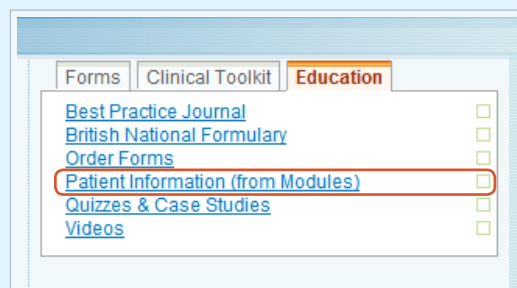 Forms Clinical Toolkit Education
Best Practice Journal
British National Formulary
Order Forms
Patient Information (from Modules)
Quizzes & Case Studies
Videos